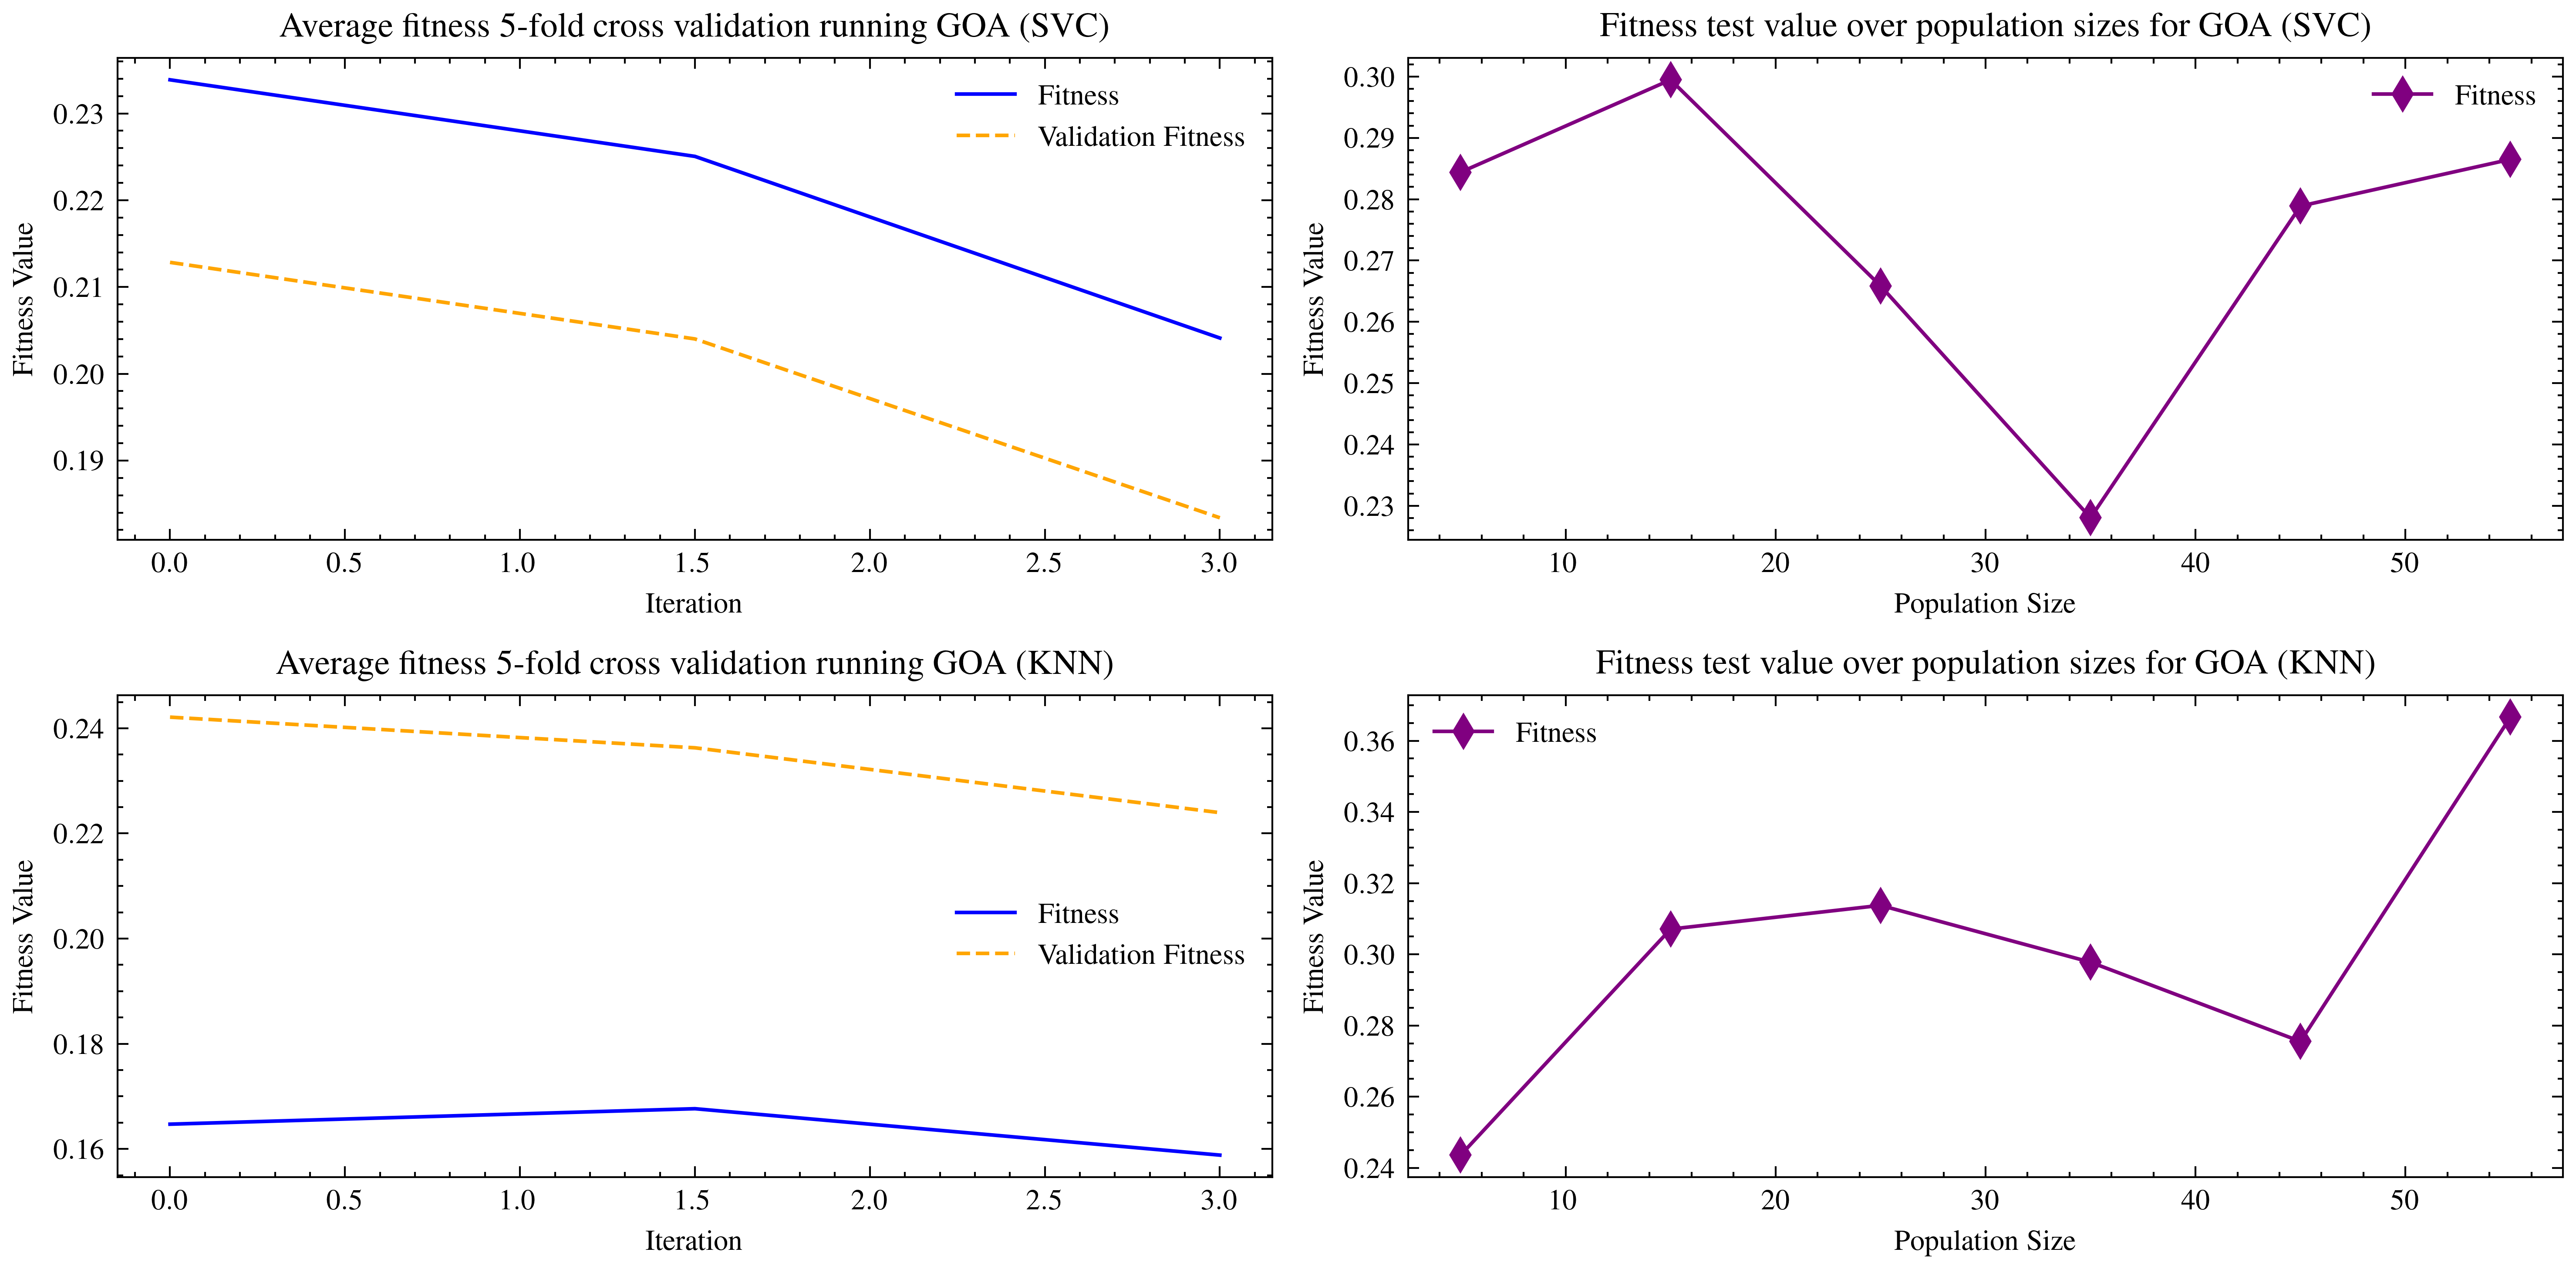 Average fitness 5-fold cross validation running GOA (SVC)
Fitness Value
0.23
0.22
0.21
0.20
0.19
Fitness
Validation Fitness
0.0 0.5 1.0 1.5 2.0 2.5 3.0
Iteration
Fitness test value over population sizes for GOA (SVC)
Fitness Value
0.30
0.29
0.28
0.27
0.26
0.25
0.24
0.23
Fitness
10 20 30 40 50
Population Size
Average fitness 5-fold cross validation running GOA (KNN)
Fitness Value
0.24
0.22
0.20
0.18
0.16
Fitness
Validation Fitness
0.0 0.5 1.0 1.5 2.0 2.5 3.0
Iteration
Fitness test value over population sizes for GOA (KNN)
Fitness Value
0.36
0.34
0.32
0.30
0.28
0.26
0.24
Fitness
10 20 30 40 50
Population Size